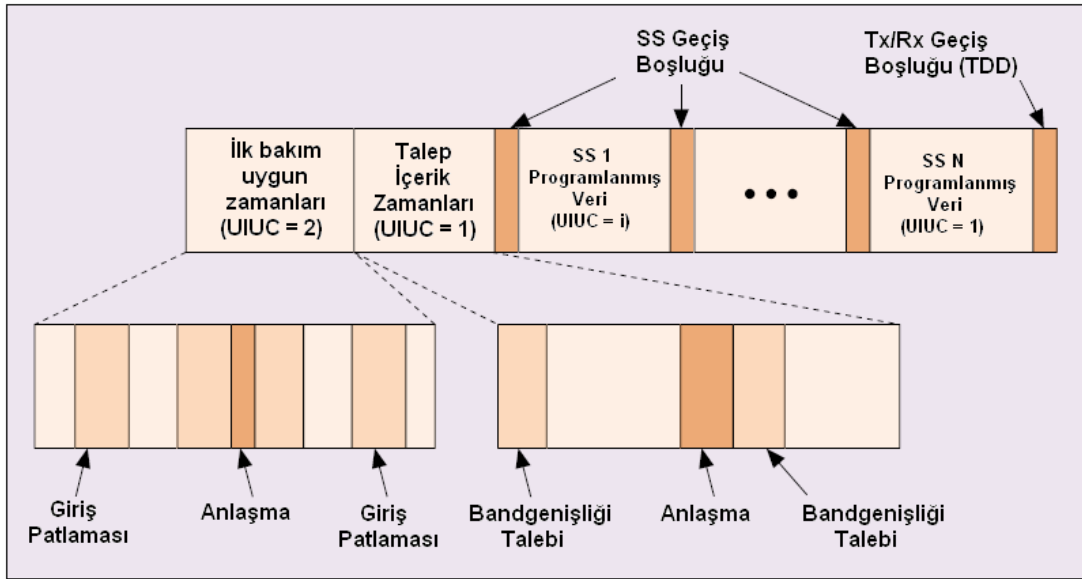 SS Geçiş
Boşluğu
Tx/Rx Geçiş
Boşluğu (TDD)
İlk bakım
uygun
zamanları
(UIUC = 2)
Talep
İçerik
Zamanları
(UIUC = 1)
SS 1
Programlanmış
Veri
(UIUC = i)
•••
SS N
Programlanmış
Veri
(UIUC = 1)
Giriş
Patlaması
Anlaşma
Giriş
Patlaması
Bandgenişliği
Talebi
Anlaşma
Bandgenişliği
Talebi